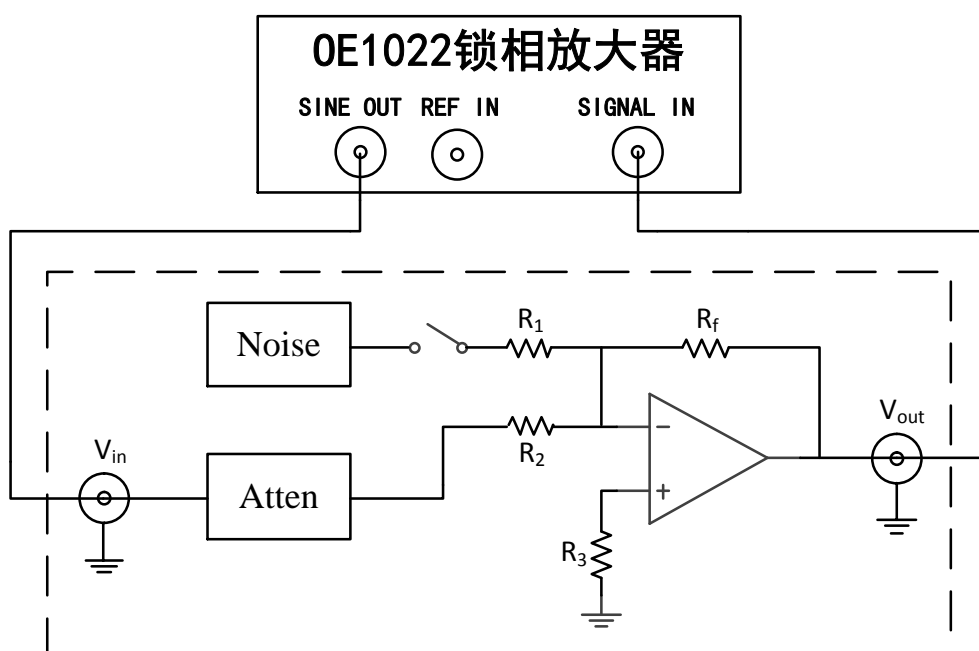 OE1022锁相放大器
SINE OUT REF IN SIGNAL IN
Noise
R1
Rf
Vin
Atten
R2
Vout
R3